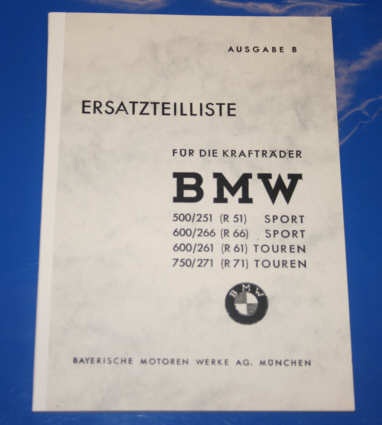 AUSGABE B
ERSATZTEILLISTE
FÜR DIE KRAFTRÄDER
BMW
500/251 (R 51) SPORT
600/266 (R 66) SPORT
600/261 (R 61) TOUREN
750/271 (R 71) TOUREN
BMW
BAYERISCHE MOTOREN WERKE AG. MÜNCHEN